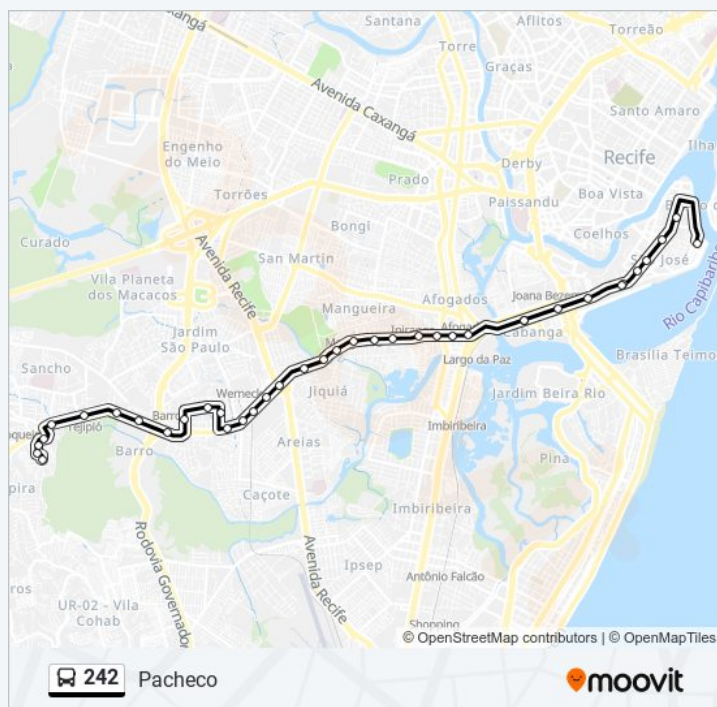 Santana
Aflitos
Torre
Torreão
Graças
Avenida Caxangá
Santo Amaro
Engenho
do Meio
Recife
Ilha
Derby
Prado
Boa Vista
Torrões
Paissandu
Bongi
Coelhos
Curado
San Martin
São José
Avenida Recife
Vila Planeta
dos Macacos
Afogados
Joana Bezerra
Rio Capibaribe
Mangueira
Jardim
São Paulo
Cabanga
Brasília Teimo
Largo da Paz
Sancho
Werneck
Jiquiá
Jardim Beira Rio
Barro
Tejipió
Imbiribeira
Areias
Barro
Pina
Caçote
Imbiribeira
Rodovia Governador
Avenida Recife
Ipsep
Antônio Falcão
UR-02 - Vila
Cohab
Shopping
© OpenStreetMap contributors | © OpenMapTiles
242 Pacheco
moovit